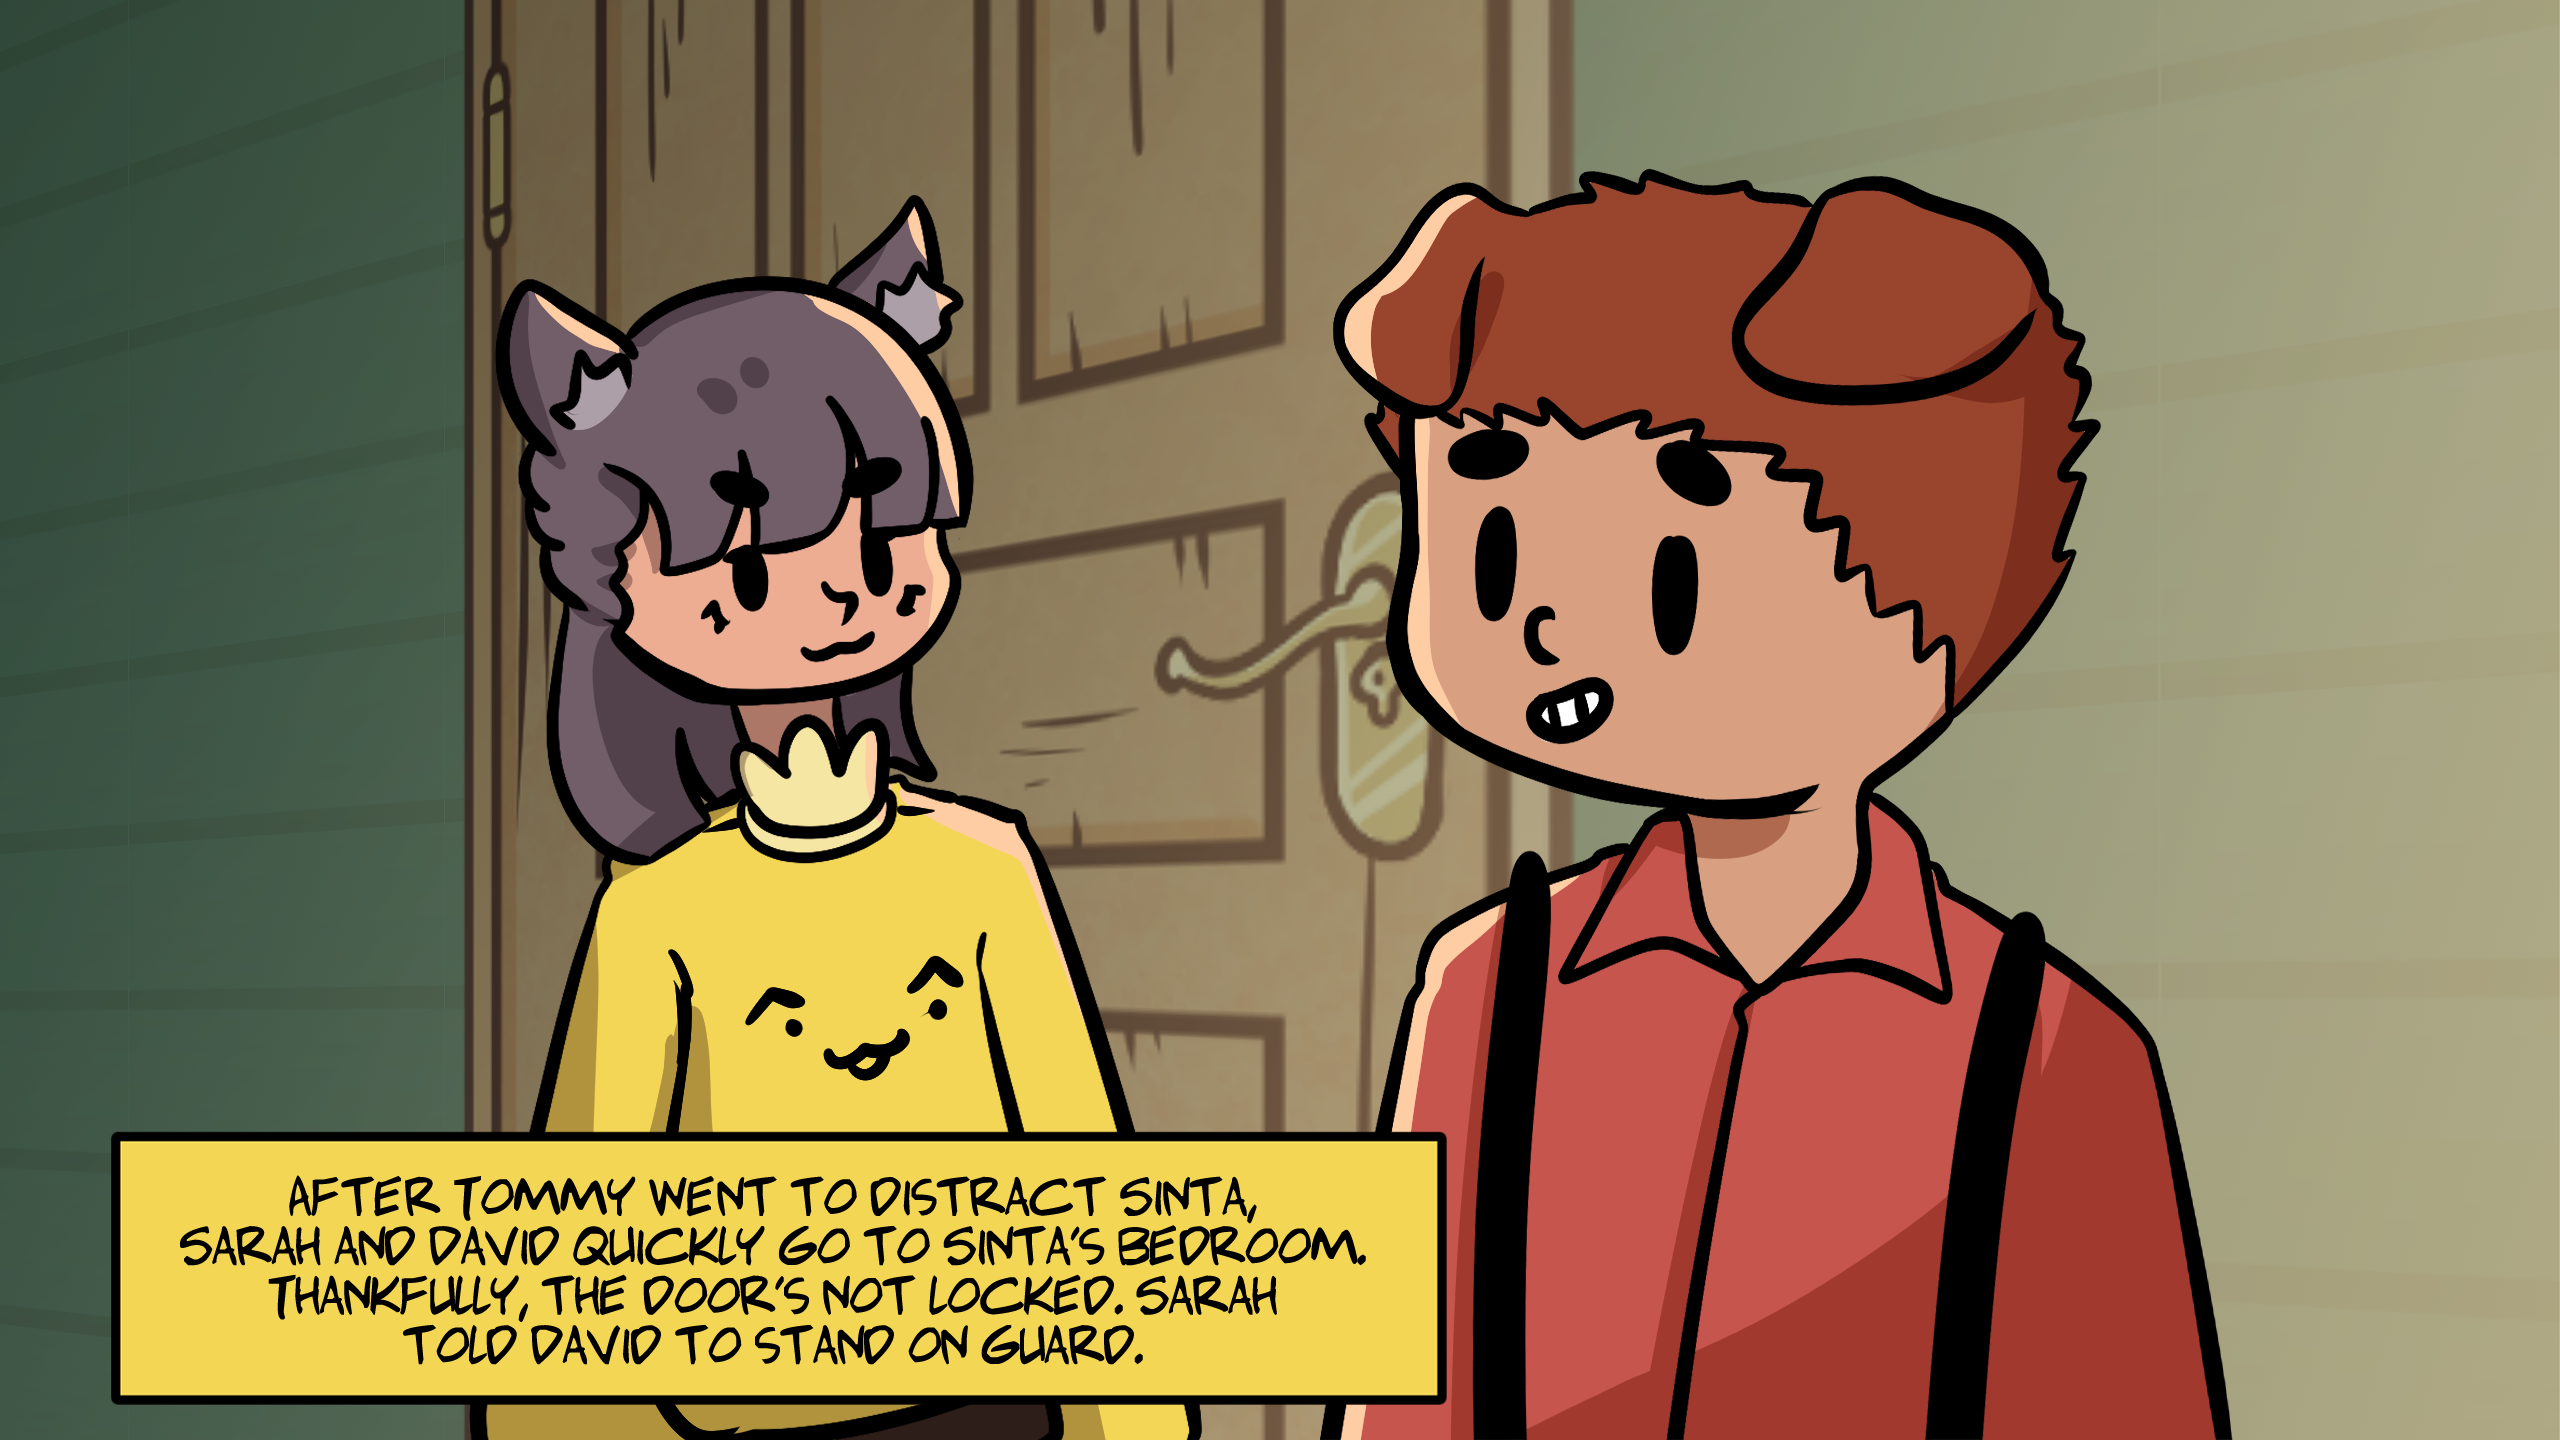 AFTER TOMMY WENT TO DISTRACT SINTA,
SARAH AND DAVID QUICKLY GO TO SINTA'S BEDROOM.
THANKFULLY, THE DOOR'S NOT LOCKED. SARAH
TOLD DAVID TO STAND ON GUARD.